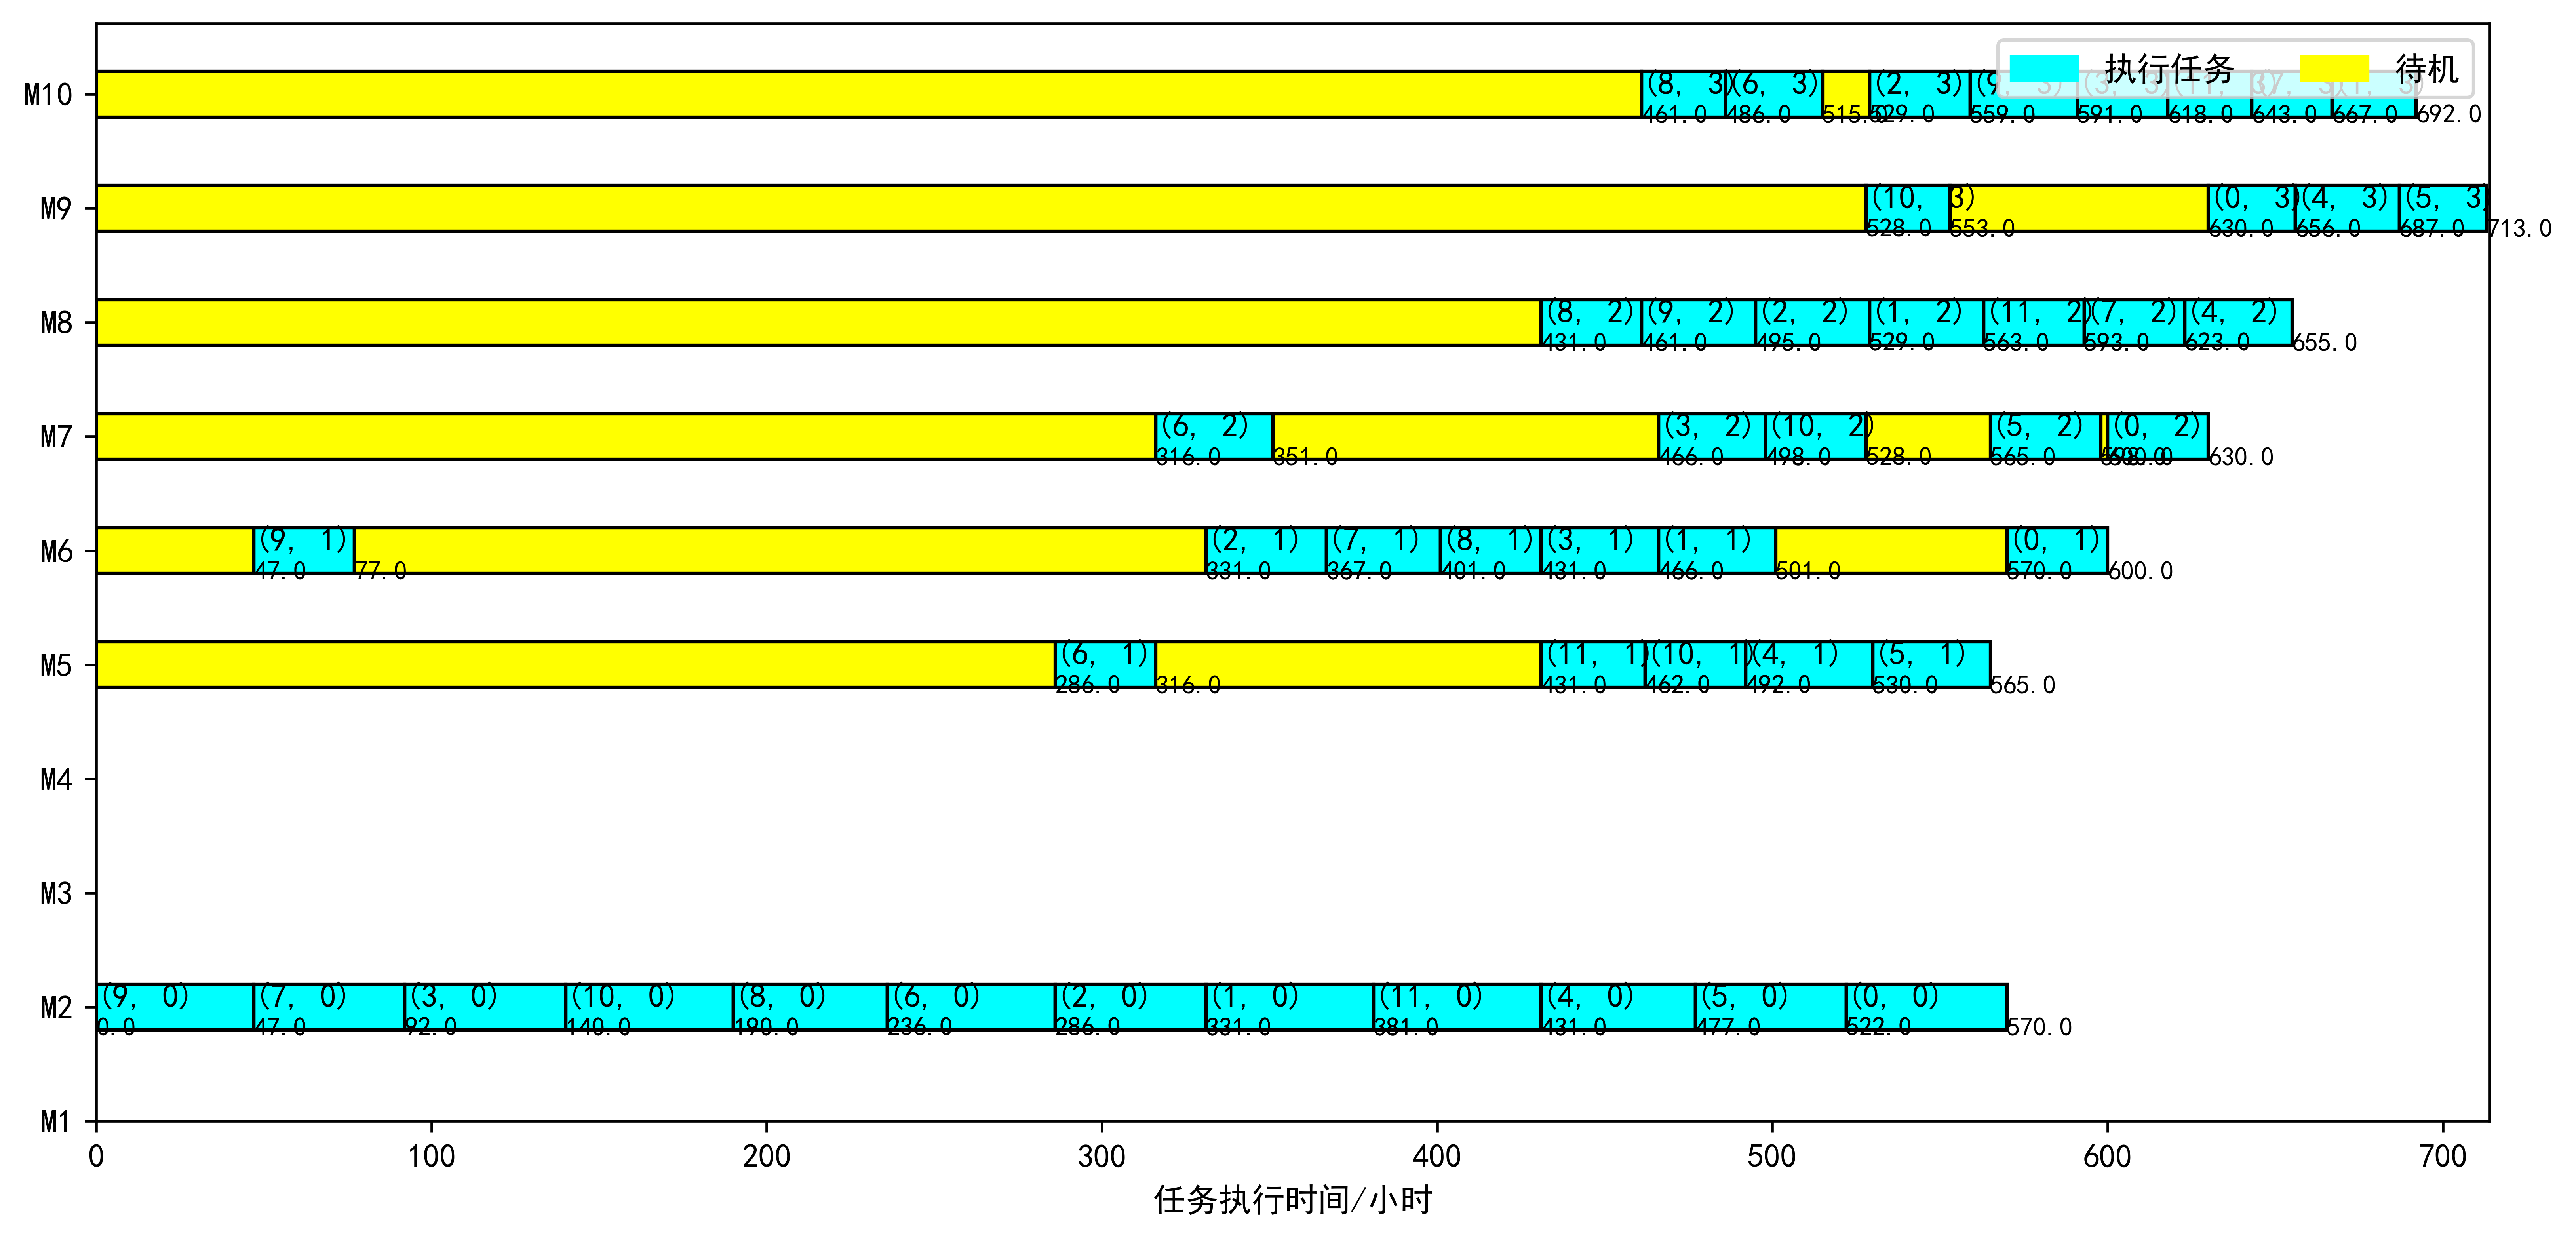 执行任务 待机
M10 (8, 3) (6, 3) (2, 3) (9, 3) (3, 3) (11, 3) (7, 3) (1, 3)
461.0 486.0 515.0 529.0 559.0 591.0 618.0 643.0 667.0 692.0
M9 (10, 3) (0, 3) (4, 3) (5, 3)
528.0 553.0 630.0 656.0 687.0 713.0
M8 (8, 2) (9, 2) (2, 2) (1, 2) (11, 2) (7, 2) (4, 2)
431.0 461.0 495.0 529.0 563.0 593.0 623.0 655.0
M7 (6, 2) (3, 2) (10, 2) (5, 2) (0, 2)
316.0 351.0 466.0 498.0 528.0 565.0 598.0 600.0 630.0
M6 (9, 1) (2, 1) (7, 1) (8, 1) (3, 1) (1, 1) (0, 1)
47.0 77.0 331.0 367.0 401.0 431.0 466.0 501.0 570.0 600.0
M5 (6, 1) (11, 1) (10, 1) (4, 1) (5, 1)
286.0 316.0 431.0 462.0 492.0 530.0 565.0
M4
M3
M2 (9, 0) (7, 0) (3, 0) (10, 0) (8, 0) (6, 0) (2, 0) (1, 0) (11, 0) (4, 0) (5, 0) (0, 0)
0.0 47.0 92.0 140.0 190.0 236.0 286.0 331.0 381.0 431.0 477.0 522.0 570.0
M1
0 100 200 300 400 500 600 700
任务执行时间/小时